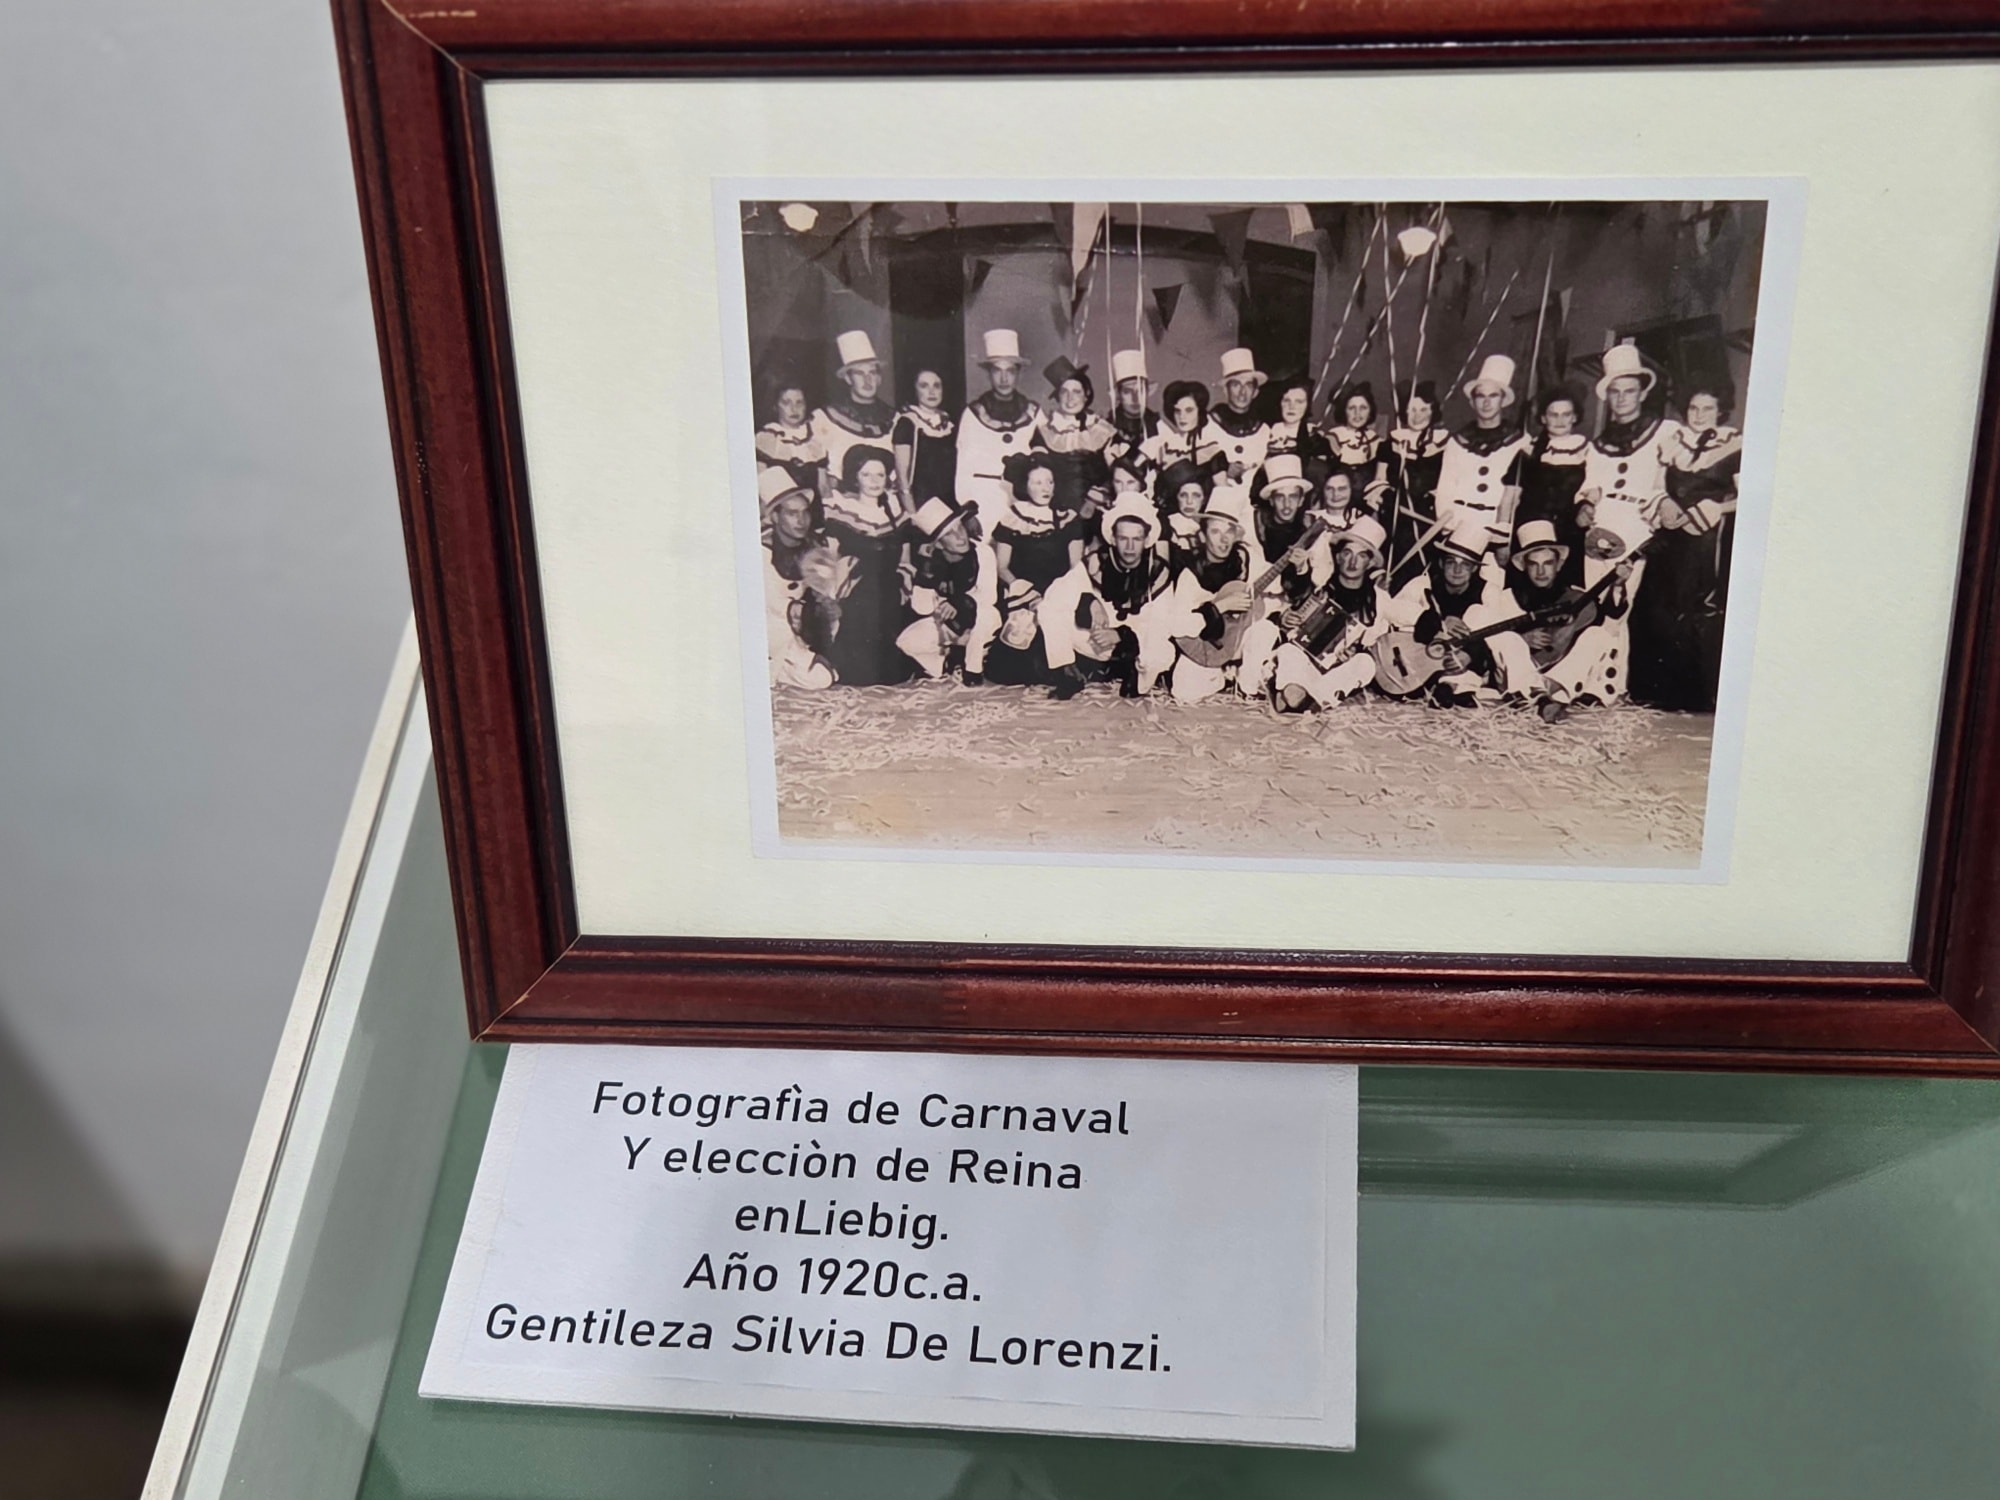 Fotografìa de Carnaval
Y elecciòn de Reina
enLiebig.
Año 1920c.a.
Gentileza Silvia De Lorenzi.